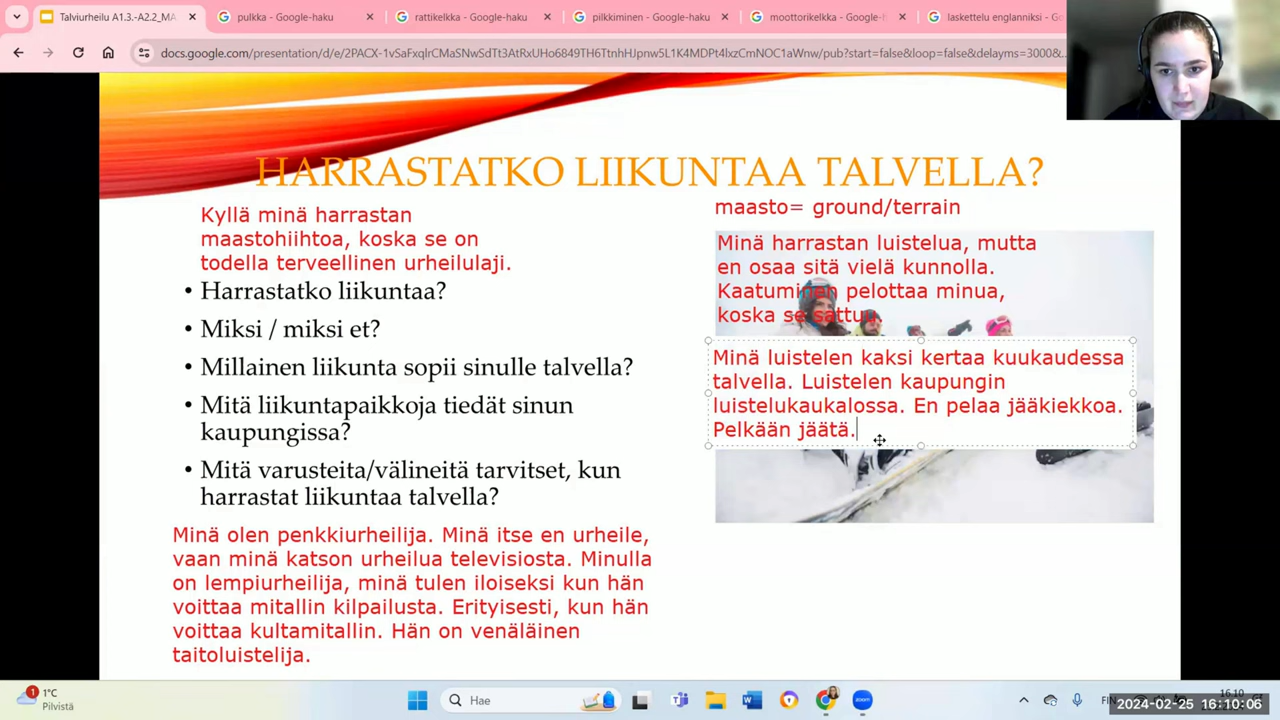 Talviurheilu A1.3.-A2.2_MA
pulkka - Google-haku
rattikelkka - Google-haku
pilkkiminen - Google-haku
moottorikelkka - Google-h
laskettelu englanniksi - Go
docs.google.com/presentation/d/e/2PACX-1vSaFxqIrCMaSNwSdTt3AtRxUHo6849TH6TtnhHJpnw5L1K4MDPt4lxzCmNOC1aWnw/pub?start=false&loop=false&delayms=3000&...
HARRASTATKO LIIKUNTAA TALVELLA?
Kyllä minä harrastan
maastohiihtoa, koska se on
todella terveellinen urheilulaji.
• Harrastatko liikuntaa?
• Miksi / miksi et?
• Millainen liikunta sopii sinulle talvella?
• Mitä liikuntapaikkoja tiedät sinun
kaupungissa?
• Mitä varusteita/välineitä tarvitset, kun
harrastat liikuntaa talvella?
Minä olen penkkiurheilija. Minä itse en urheile,
vaan minä katson urheilua televisiosta. Minulla
on lempiurheilija, minä tulen iloiseksi kun hän
voittaa mitallin kilpailusta. Erityisesti, kun hän
voittaa kultamitallin. Hän on venäläinen
taitoluistelija.
maasto= ground/terrain
Minä harrastan luistelua, mutta
en osaa sitä vielä kunnolla.
Kaatuminen pelottaa minua,
koska se sattuu.
Minä luistelen kaksi kertaa kuukaudessa
talvella. Luistelen kaupungin
luistelukaukalossa. En pelaa jääkiekkoa.
Pelkään jäätä.
1
1°C
Pilvistä
Hae
zoom
FIN
16.10
2024-02-25 16:10:06